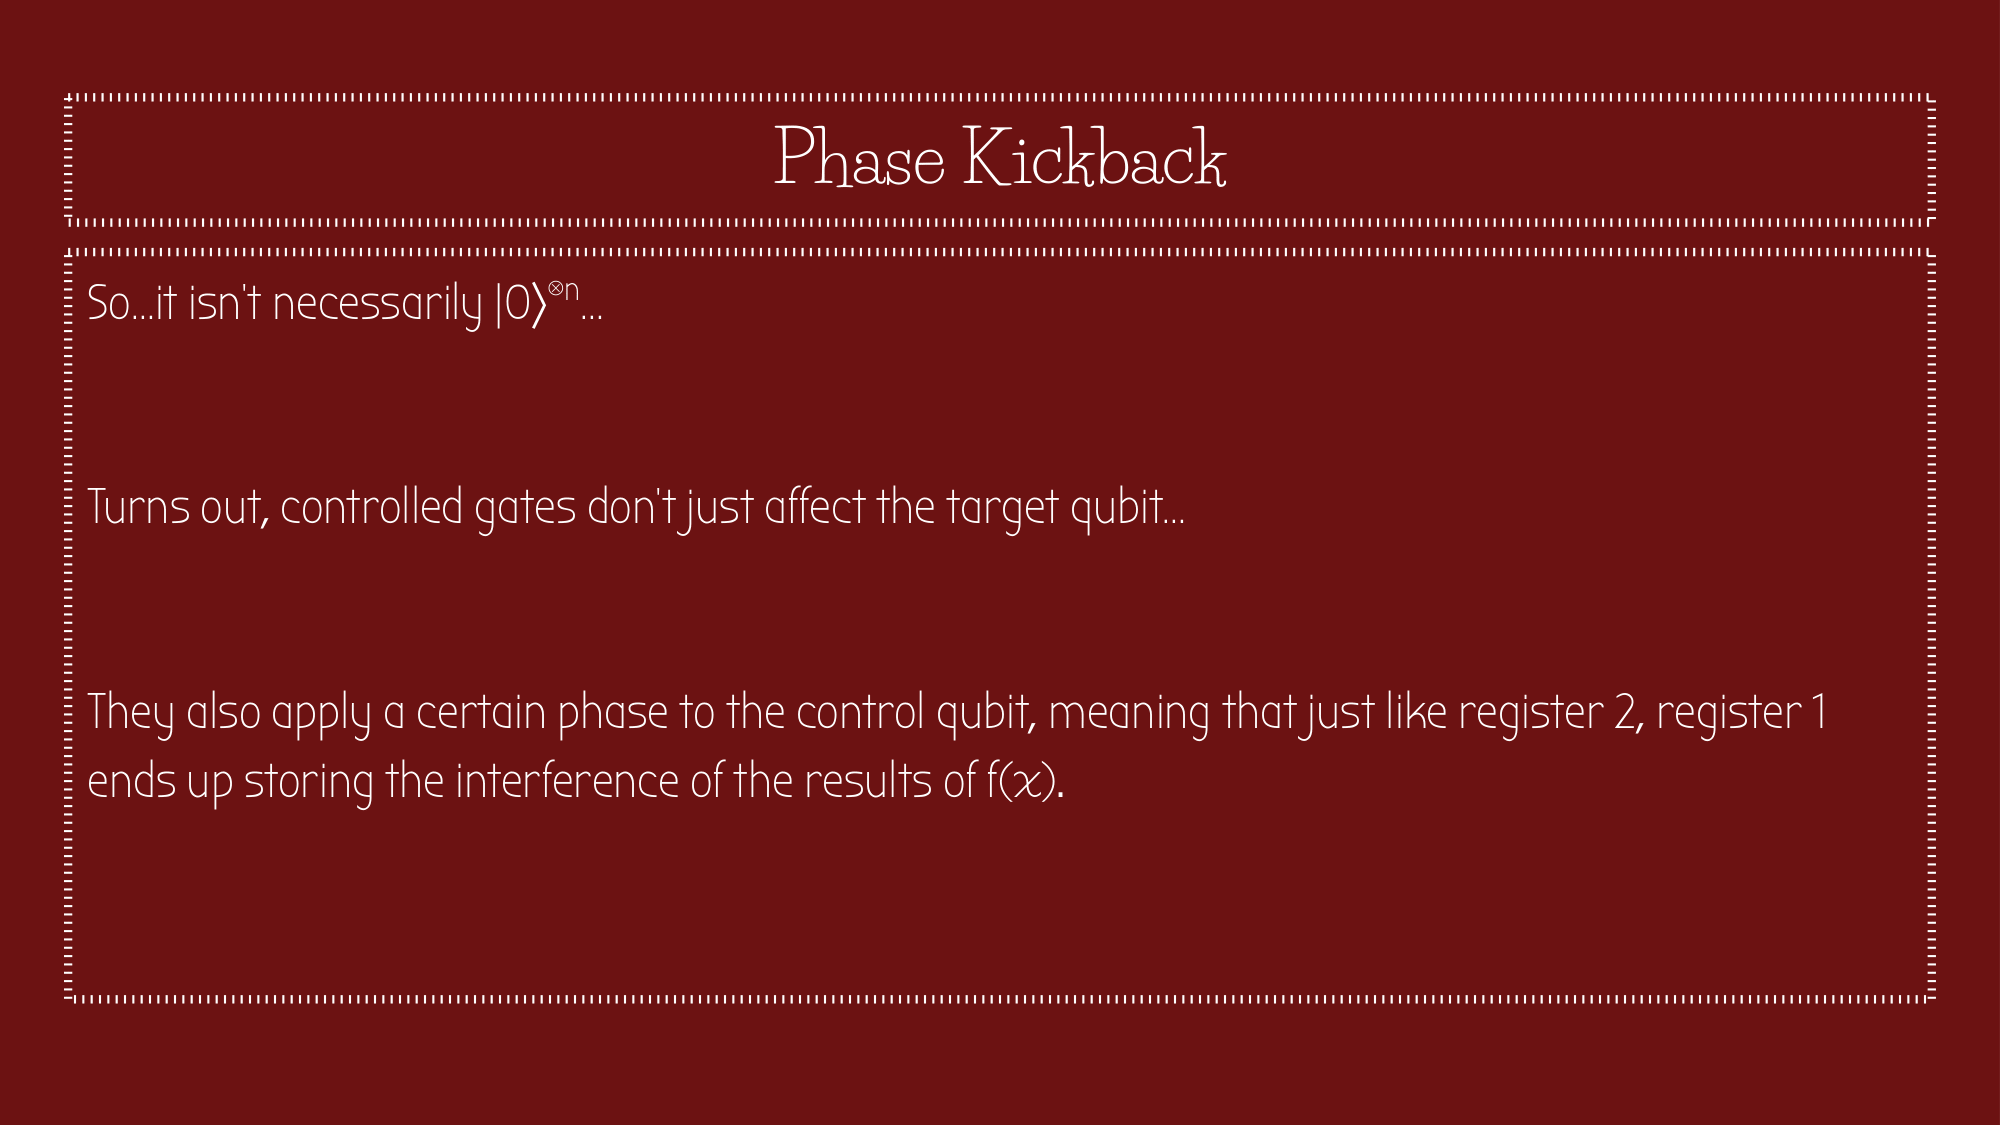 Phase Kickback
So...it isn't necessarily |0⟩⊗n...
Turns out, controlled gates don't just affect the target qubit...
They also apply a certain phase to the control qubit, meaning that just like register 2, register 1
ends up storing the interference of the results of f(x).